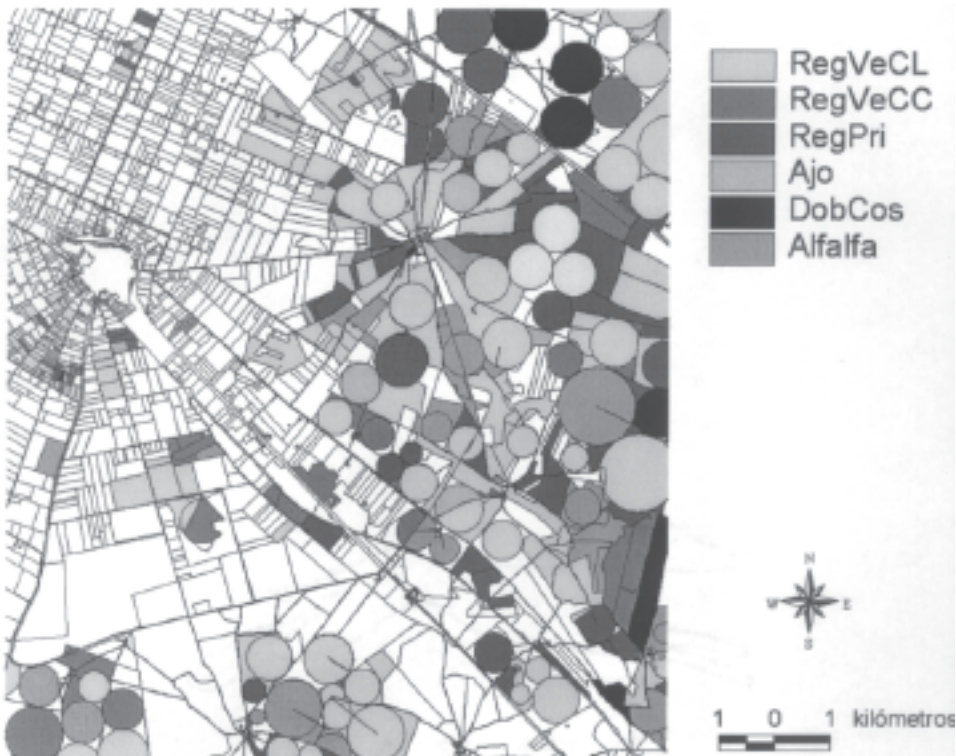 RegVeCL
RegVeCC
RegPri
Ajo
DobCos
Alfalfa
N
W E
S
1 0 1 kilómetros